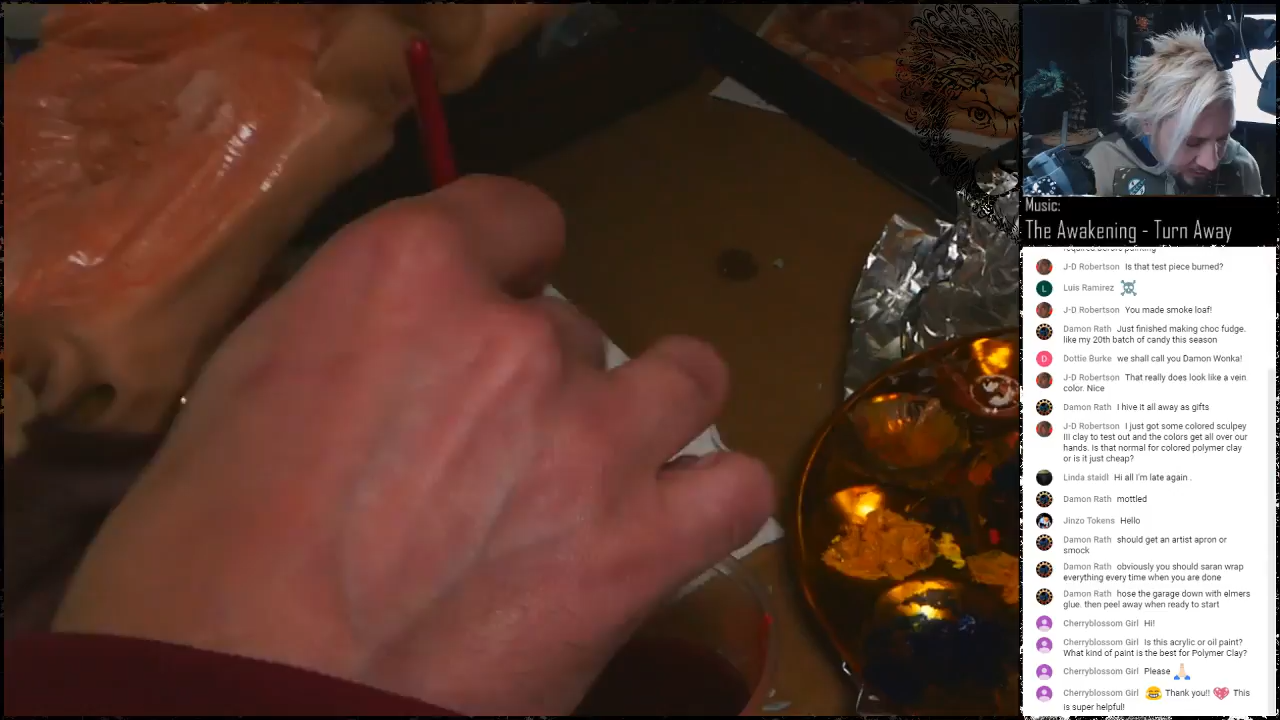 Music:
The Awakening - Turn Away
required before painting
J-D Robertson Is that test piece burned?
Luis Ramirez
J-D Robertson You made smoke loaf!
Damon Rath Just finished making choc fudge.
like my 20th batch of candy this season
Dottie Burke we shall call you Damon Wonka!
J-D Robertson That really does look like a vein
color. Nice
Damon Rath I hive it all away as gifts
J-D Robertson I just got some colored sculpey
III clay to test out and the colors get all over our
hands. Is that normal for colored polymer clay
or is it just cheap?
Linda staidl Hi all I'm late again .
Damon Rath mottled
Jinzo Tokens Hello
Damon Rath should get an artist apron or
smock
Damon Rath obviously you should saran wrap
everything every time when you are done
Damon Rath hose the garage down with elmers
glue. then peel away when ready to start
Cherryblossom Girl Hi!
Cherryblossom Girl Is this acrylic or oil paint?
What kind of paint is the best for Polymer Clay?
Cherryblossom Girl Please 🙏🏻
Cherryblossom Girl 😂 Thank you!! 💖 This
is super helpful!